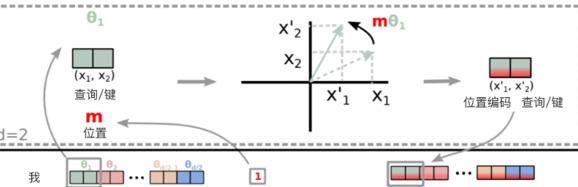 θ₁
(x₁, x₂)
查询/键
m
位置
d=2
x'₂
x₂
x'₁
x₁
mθ₁
(x'₁, x'₂)
位置编码 查询/键
我
θ₁ θ₂ ... θd/2-1 θd/2
1
...